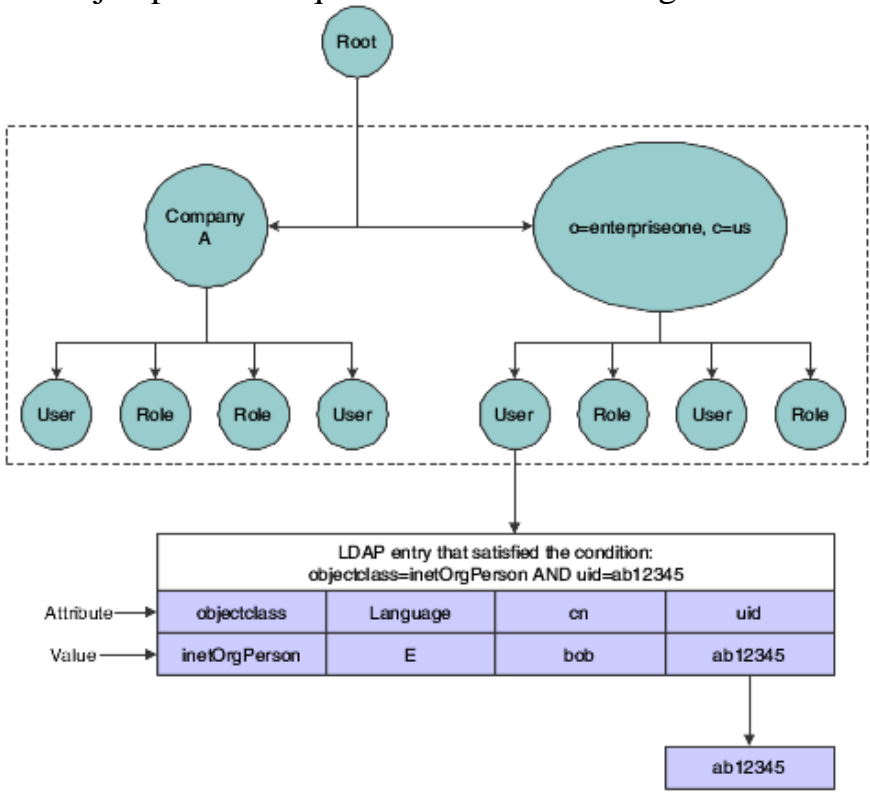 Root
Company
A
o=enterpriseone, c=us
User
Role
Role
User
User
Role
User
Role
LDAP entry that satisfied the condition:
objectclass=inetOrgPerson AND uid=ab12345
Attribute
objectclass
Language
cn
uid
Value
inetOrgPerson
E
bob
ab12345
ab12345